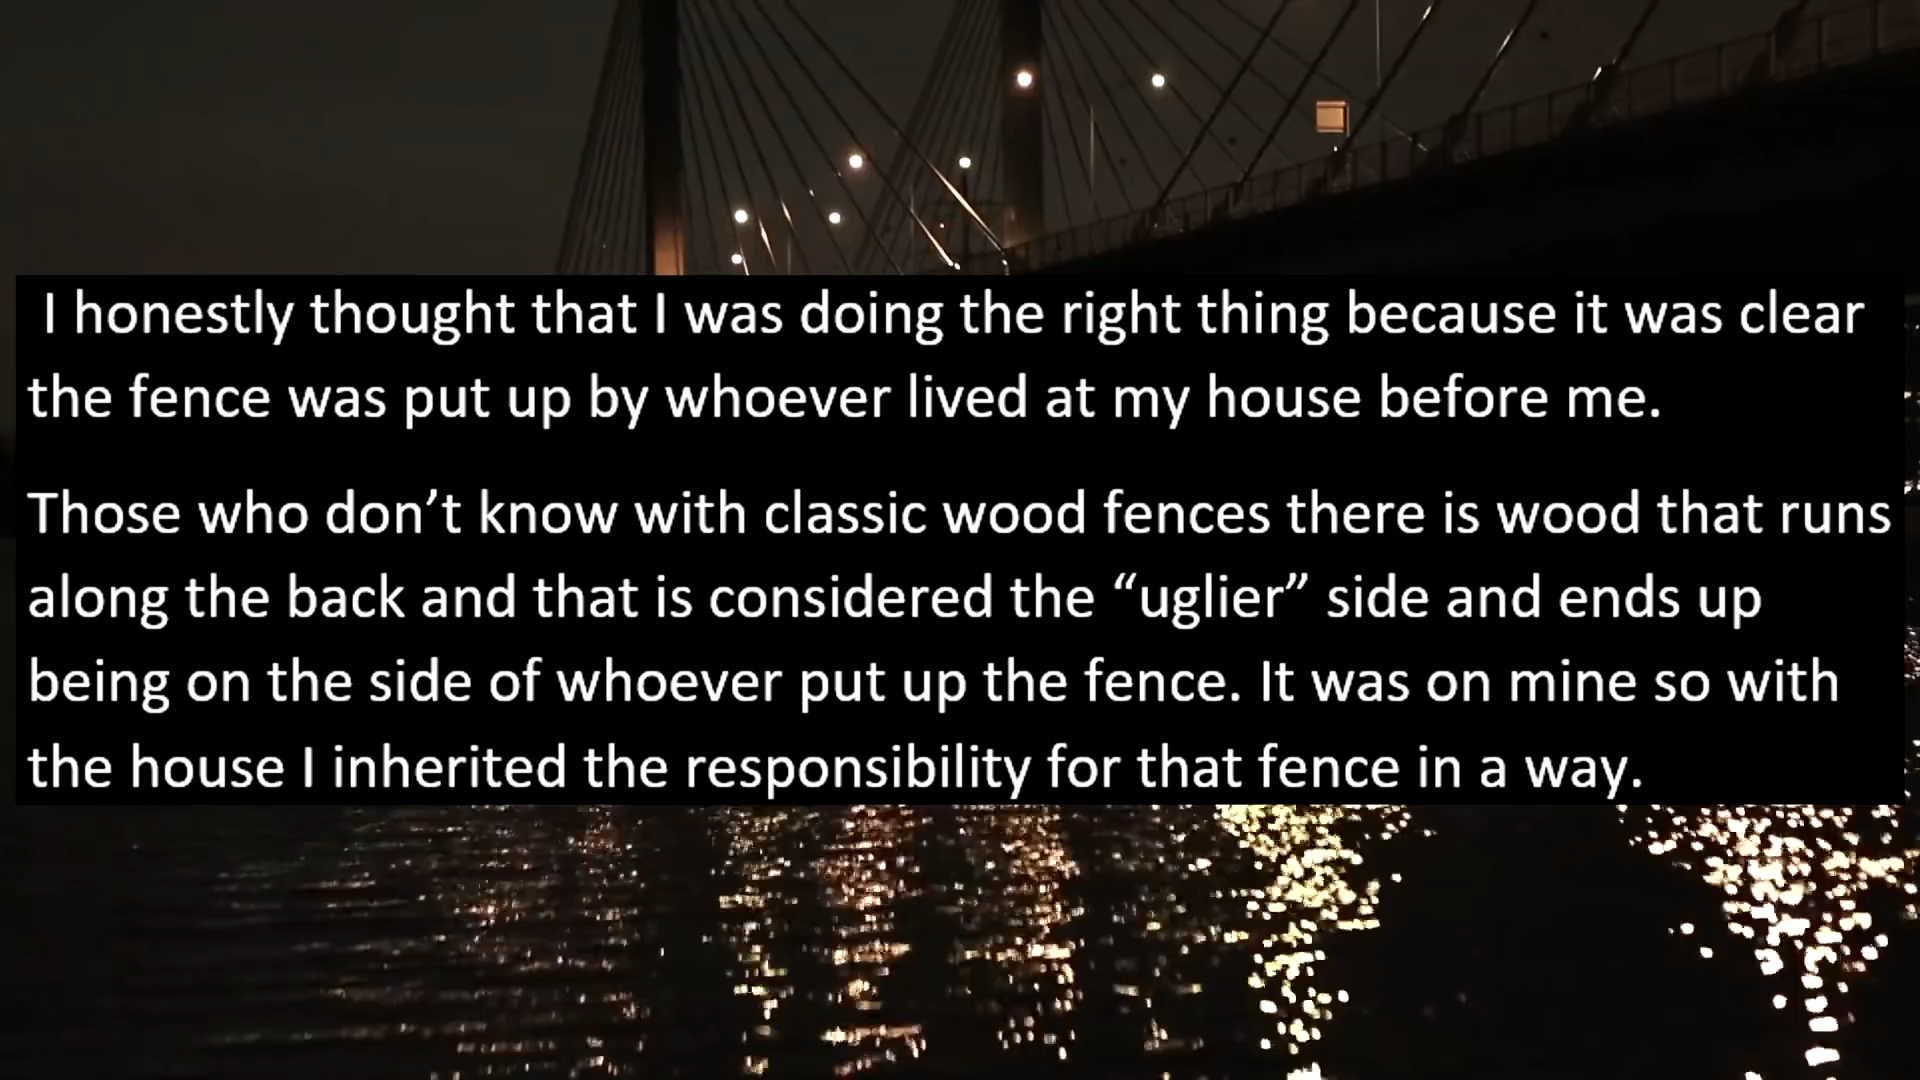 I honestly thought that I was doing the right thing because it was clear
the fence was put up by whoever lived at my house before me.
Those who don’t know with classic wood fences there is wood that runs
along the back and that is considered the “uglier” side and ends up
being on the side of whoever put up the fence. It was on mine so with
the house I inherited the responsibility for that fence in a way.